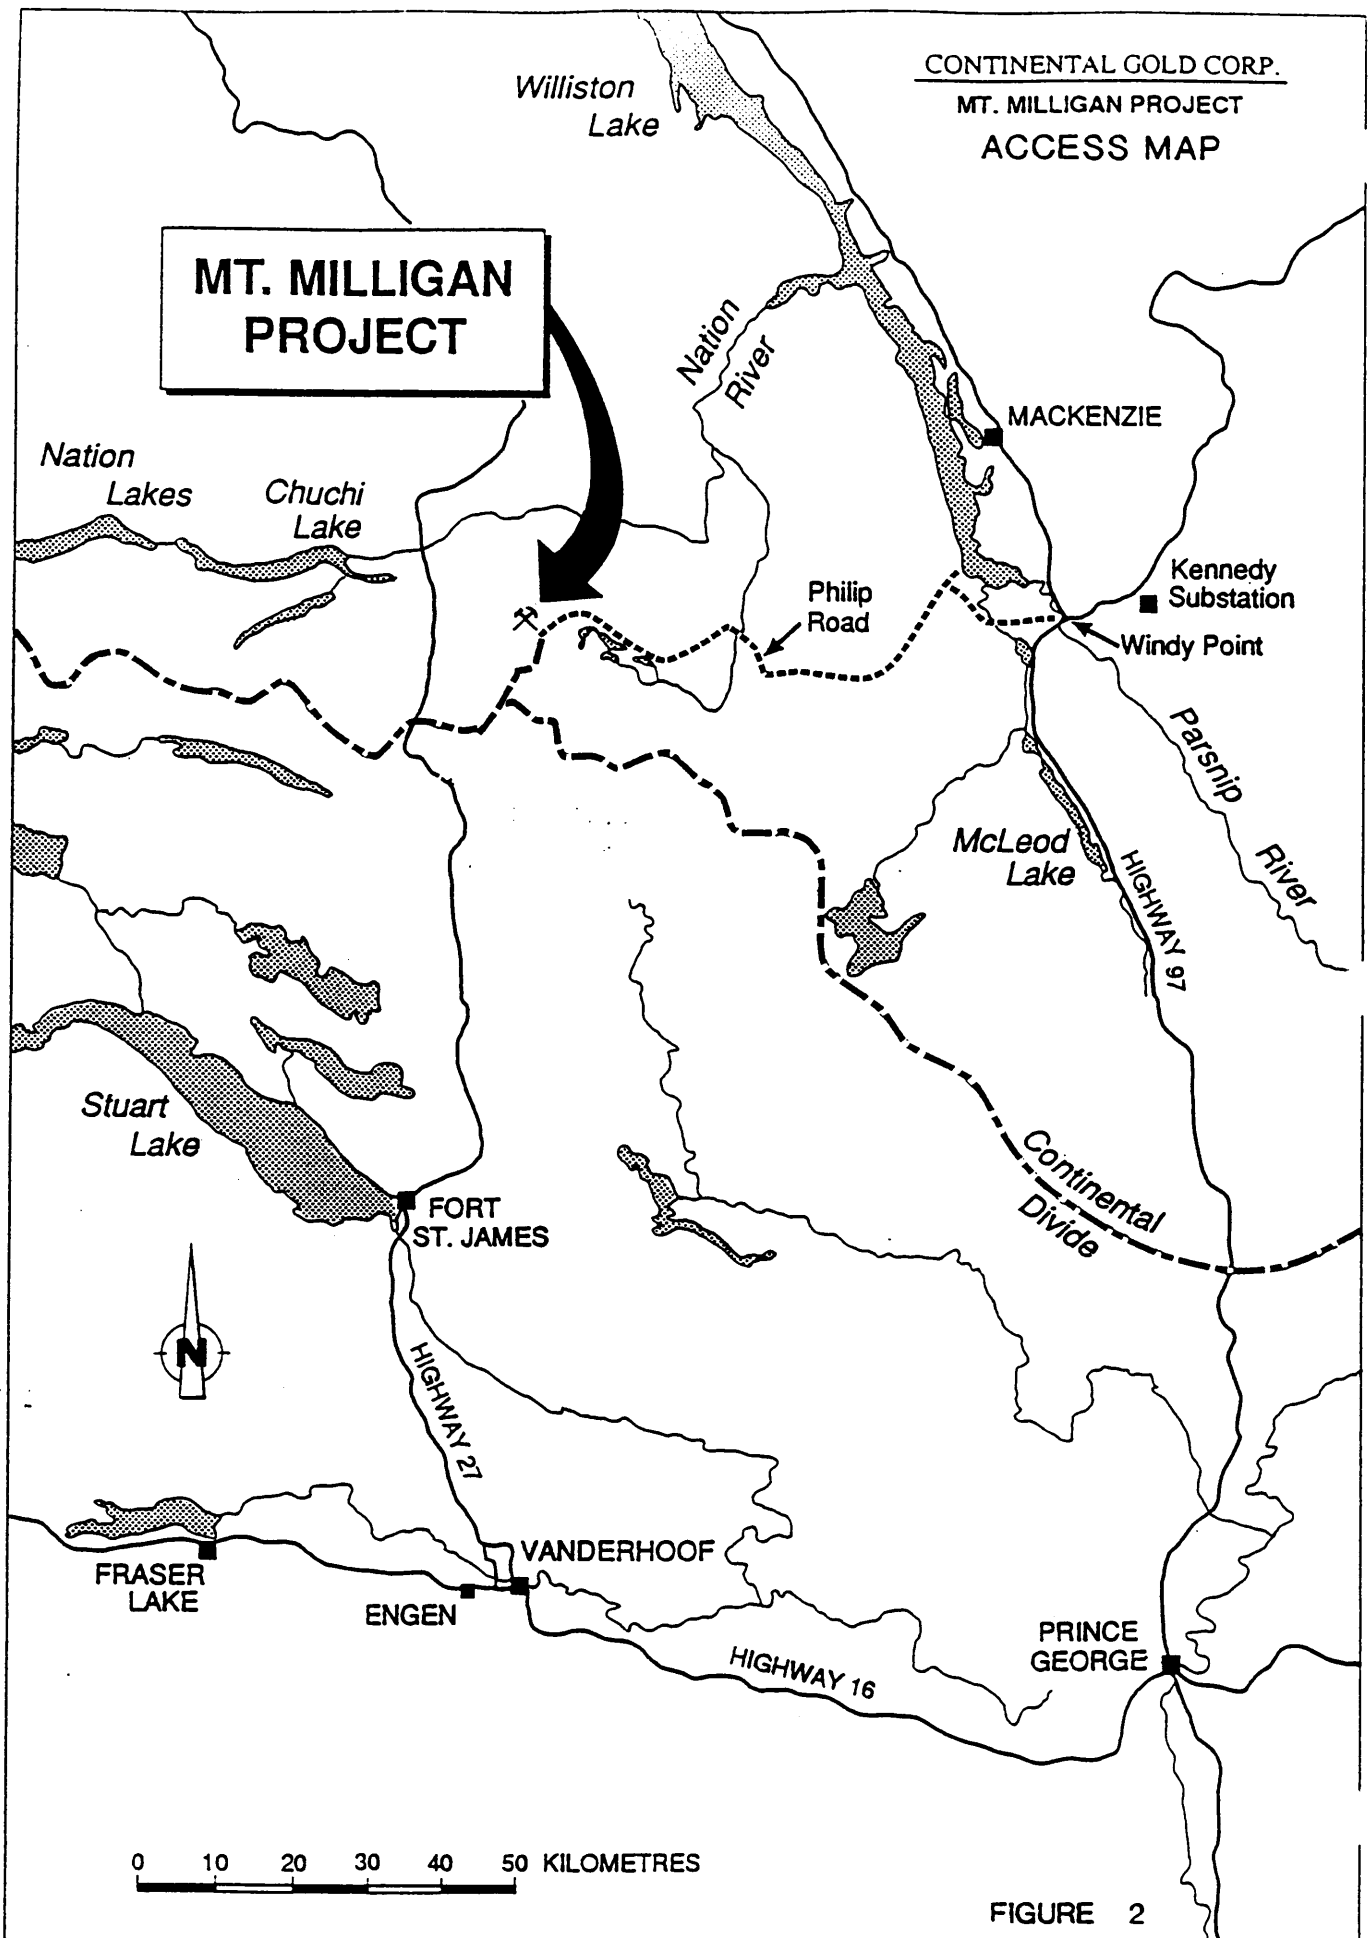 CONTINENTAL GOLD CORP.
MT. MILLIGAN PROJECT
ACCESS MAP
Williston
Lake
MT. MILLIGAN
PROJECT
Nation
River
MACKENZIE
Nation
Lakes
Chuchi
Lake
Philip
Road
Kennedy
Substation
Windy Point
Parsnip
River
McLeod
Lake
HIGHWAY 97
Stuart
Lake
Continental
Divide
FORT
ST. JAMES
N
HIGHWAY 27
VANDERHOOF
FRASER
LAKE
ENGEN
PRINCE
GEORGE
HIGHWAY 16
0 10 20 30 40 50 KILOMETRES
FIGURE 2